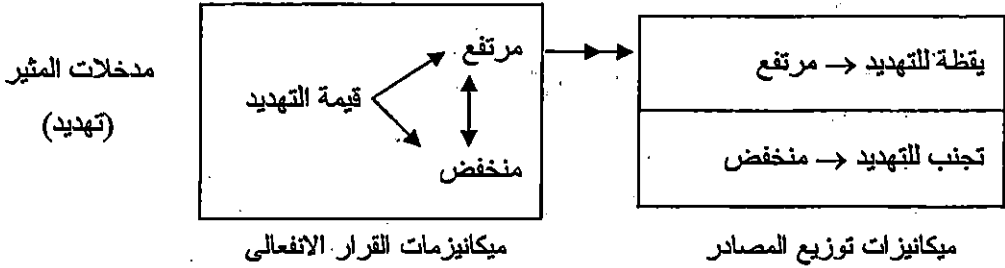 مدخلات المثير
(تهديد)
مرتفع
قيمة التهديد
منخفض
ميكانيزمات القرار الانفعالى
يقظة للتهديد → مرتفع
تجنب للتهديد → منخفض
ميكانيزات توزيع المصادر